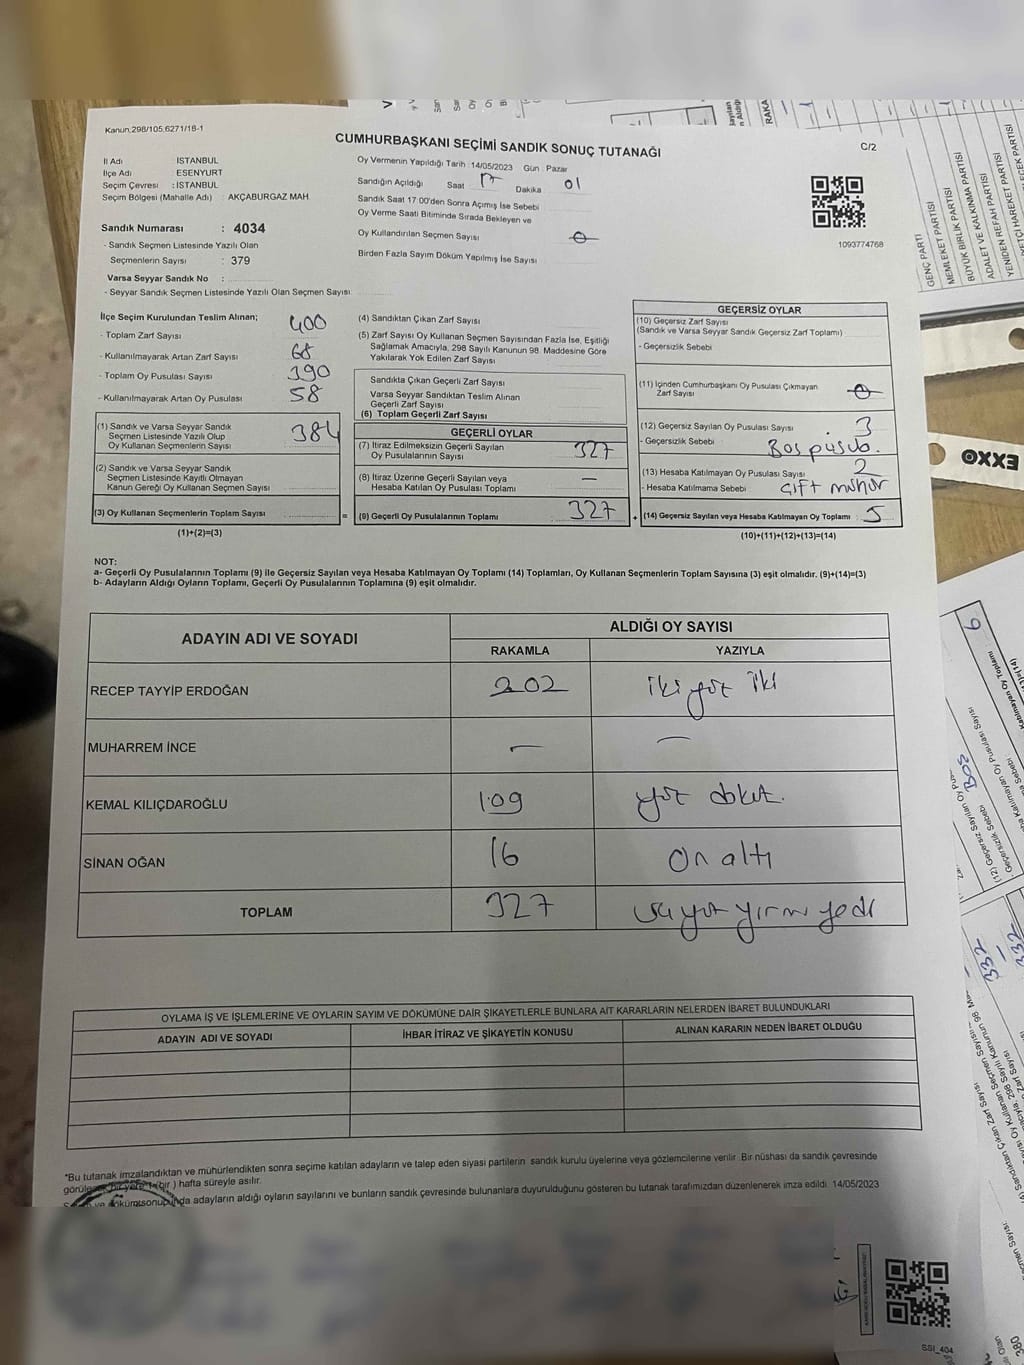 Kanun.298/105,6271/18-1
CUMHURBAŞKANI SEÇİMİ SANDIK SONUÇ TUTANAĞI
C/2
İl Adı ISTANBUL
İlçe Adı ESENYURT
Seçim Çevresi : İSTANBUL
Seçim Bölgesi (Mahalle Adı) : AKÇABURGAZ MAH.
Sandık Numarası : 4034
- Sandık Seçmen Listesinde Yazılı Olan
Seçmenlerin Sayısı : 379
Varsa Seyyar Sandık No :
- Seyyar Sandık Seçmen Listesinde Yazılı Olan Seçmen Sayısı
Oy Vermenin Yapıldığı Tarih : 14/05/2023 Gün : Pazar
Sandığın Açıldığı Saat 17 Dakika 01
Sandık Saat 17:00'den Sonra Açımış İse Sebebi
Oy Verme Saati Bitiminde Sırada Bekleyen ve
Oy Kullandırılan Seçmen Sayısı 0
Birden Fazla Sayım Döküm Yapılmış İse Sayısı
1093774768
İlçe Seçim Kurulundan Teslim Alınan;
- Toplam Zarf Sayısı 400
- Kullanılmayarak Artan Zarf Sayısı 68
- Toplam Oy Pusulası Sayısı 390
- Kullanılmayarak Artan Oy Pusulası 58
(1) Sandık ve Varsa Seyyar Sandık
Seçmen Listesinde Yazılı Olup
Oy Kullanan Seçmenlerin Sayısı 384
(2) Sandık ve Varsa Seyyar Sandık
Seçmen Listesinde Kayıtlı Olmayan
Kanun Gereği Oy Kullanan Seçmen Sayısı
(3) Oy Kullanan Seçmenlerin Toplam Sayısı
(1)+(2)=(3)
(4) Sandıktan Çıkan Zarf Sayısı
(5) Zarf Sayısı Oy Kullanan Seçmen Sayısından Fazla İse, Eşitliği
Sağlamak Amacıyla, 298 Sayılı Kanunun 98. Maddesine Göre
Yakılarak Yok Edilen Zarf Sayısı
Sandıkta Çıkan Geçerli Zarf Sayısı
Varsa Seyyar Sandıktan Teslim Alınan
Geçerli Zarf Sayısı
(6) Toplam Geçerli Zarf Sayısı
GEÇERLİ OYLAR
(7) İtiraz Edilmeksizin Geçerli Sayılan
Oy Pusulalarının Sayısı 327
(8) İtiraz Üzerine Geçerli Sayılan veya
Hesaba Katılan Oy Pusulası Toplamı —
= (9) Geçerli Oy Pusulalarının Toplamı 327
GEÇERSİZ OYLAR
(10) Geçersiz Zarf Sayısı
(Sandık ve Varsa Seyyar Sandık Geçersiz Zarf Toplamı)
- Geçersizlik Sebebi
(11) İçinden Cumhurbaşkanı Oy Pusulası Çıkmayan
Zarf Sayısı 0
(12) Geçersiz Sayılan Oy Pusulası Sayısı 3
- Geçersizlik Sebebi Boş pusula.
(13) Hesaba Katılmayan Oy Pusulası Sayısı 2
- Hesaba Katılmama Sebebi Çift mühür
+ (14) Geçersiz Sayılan veya Hesaba Katılmayan Oy Toplamı 5
(10)+(11)+(12)+(13)=(14)
NOT:
a- Geçerli Oy Pusulalarının Toplamı (9) ile Geçersiz Sayılan veya Hesaba Katılmayan Oy Toplamı (14) Toplamları, Oy Kullanan Seçmenlerin Toplam Sayısına (3) eşit olmalıdır. (9)+(14)=(3)
b- Adayların Aldığı Oyların Toplamı, Geçerli Oy Pusulalarının Toplamına (9) eşit olmalıdır.
ADAYIN ADI VE SOYADI ALDIĞI OY SAYISI
RAKAMLA YAZIYLA
RECEP TAYYİP ERDOĞAN 202 iki yüz iki
MUHARREM İNCE — —
KEMAL KILIÇDAROĞLU 109 yüz dokuz.
SİNAN OĞAN 16 On altı
TOPLAM 327 üç yüz yirmi yedi
OYLAMA İŞ VE İŞLEMLERİNE VE OYLARIN SAYIM VE DÖKÜMÜNE DAİR ŞİKAYETLERLE BUNLARA AİT KARARLARIN NELERDEN İBARET BULUNDUKLARI
ADAYIN ADI VE SOYADI İHBAR İTİRAZ VE ŞİKAYETİN KONUSU ALINAN KARARIN NEDEN İBARET OLDUĞU
*Bu tutanak imzalandıktan ve mühürlendikten sonra seçime katılan adayların ve talep eden siyasi partilerin sandık kurulu üyelerine veya gözlemcilerine verilir. Bir nüshası da sandık çevresinde
görülecek bir yere 1 (bir ) hafta süreyle asılır.
adayların aldığı oyların sayılarını ve bunların sandık çevresinde bulunanlara duyurulduğunu gösteren bu tutanak tarafımızdan düzenlenerek imza edildi. 14/05/2023
SSI_404
GENÇ PARTİ
MEMLEKET PARTİSİ
BÜYÜK BİRLİK PARTİSİ
ADALET VE KALKINMA PARTİSİ
YENİDEN REFAH PARTİSİ
EXXO
332
332
380